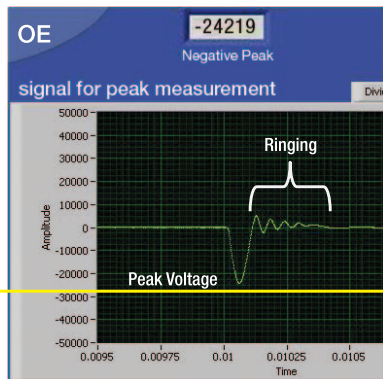 OE
-24219
Negative Peak
signal for peak measurement
Divi
Ringing
Peak Voltage
Amplitude
50000
40000
30000
20000
10000
0
-10000
-20000
-30000
-40000
-50000
0.0095
0.00975
0.01
0.01025
0.0105
Time